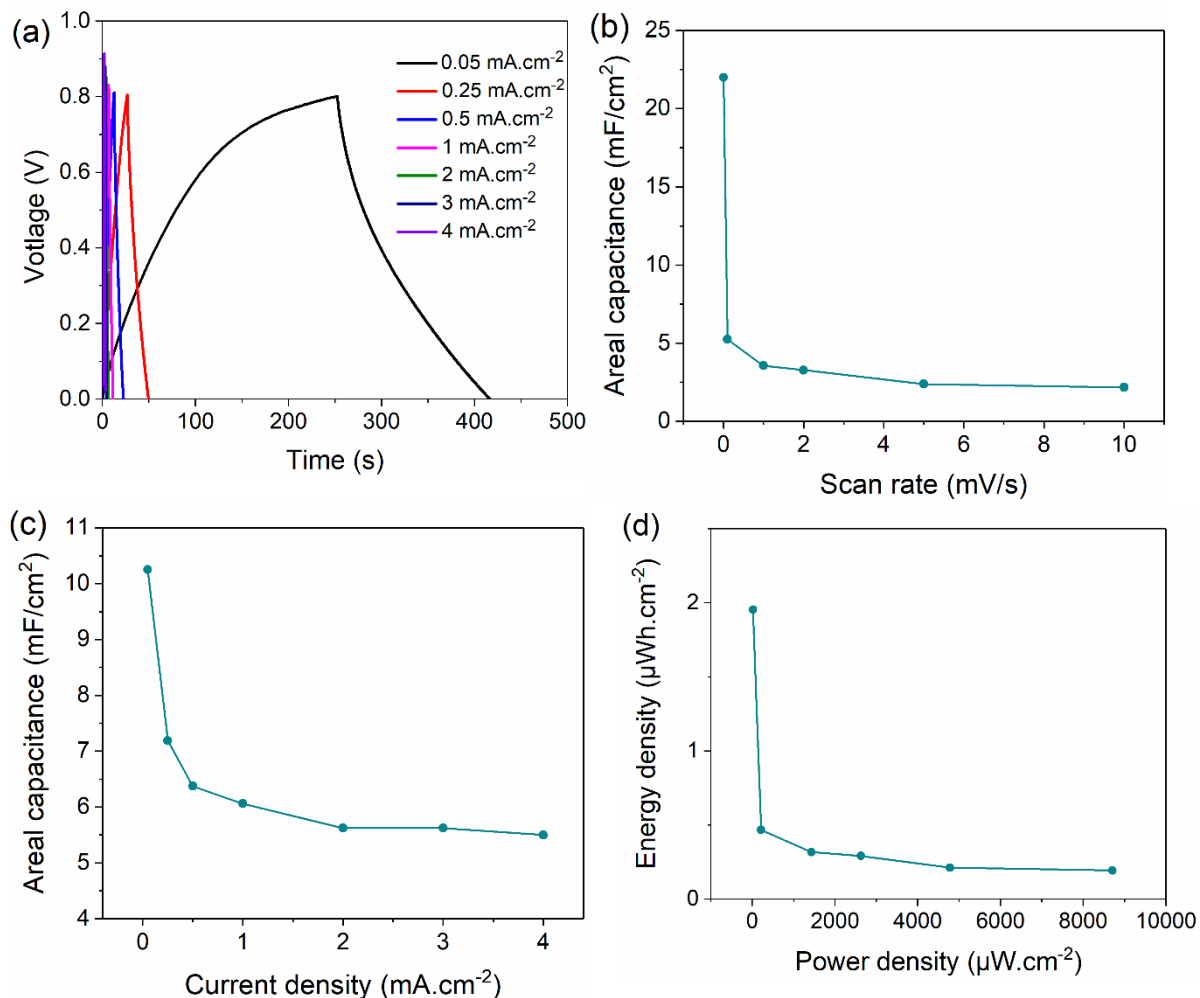 (a)
1.0
0.8
0.6
0.4
0.2
0.0
Votlage (V)
0.05 mA.cm⁻²
0.25 mA.cm⁻²
0.5 mA.cm⁻²
1 mA.cm⁻²
2 mA.cm⁻²
3 mA.cm⁻²
4 mA.cm⁻²
0 100 200 300 400 500
Time (s)
(b)
25
20
15
10
5
0
Areal capacitance (mF/cm²)
0 2 4 6 8 10
Scan rate (mV/s)
(c)
11
10
9
8
7
6
5
4
Areal capacitance (mF/cm²)
0 1 2 3 4
Current density (mA.cm⁻²)
(d)
2
1
0
Energy density (µWh.cm⁻²)
0 2000 4000 6000 8000 10000
Power density (µW.cm⁻²)